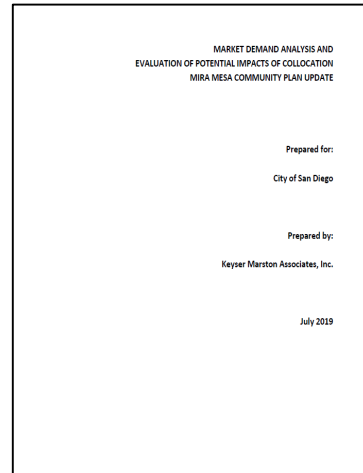 MARKET DEMAND ANALYSIS AND
EVALUATION OF POTENTIAL IMPACTS OF COLLOCATION
MIRA MESA COMMUNITY PLAN UPDATE
Prepared for:
City of San Diego
Prepared by:
Keyser Marston Associates, Inc.
July 2019